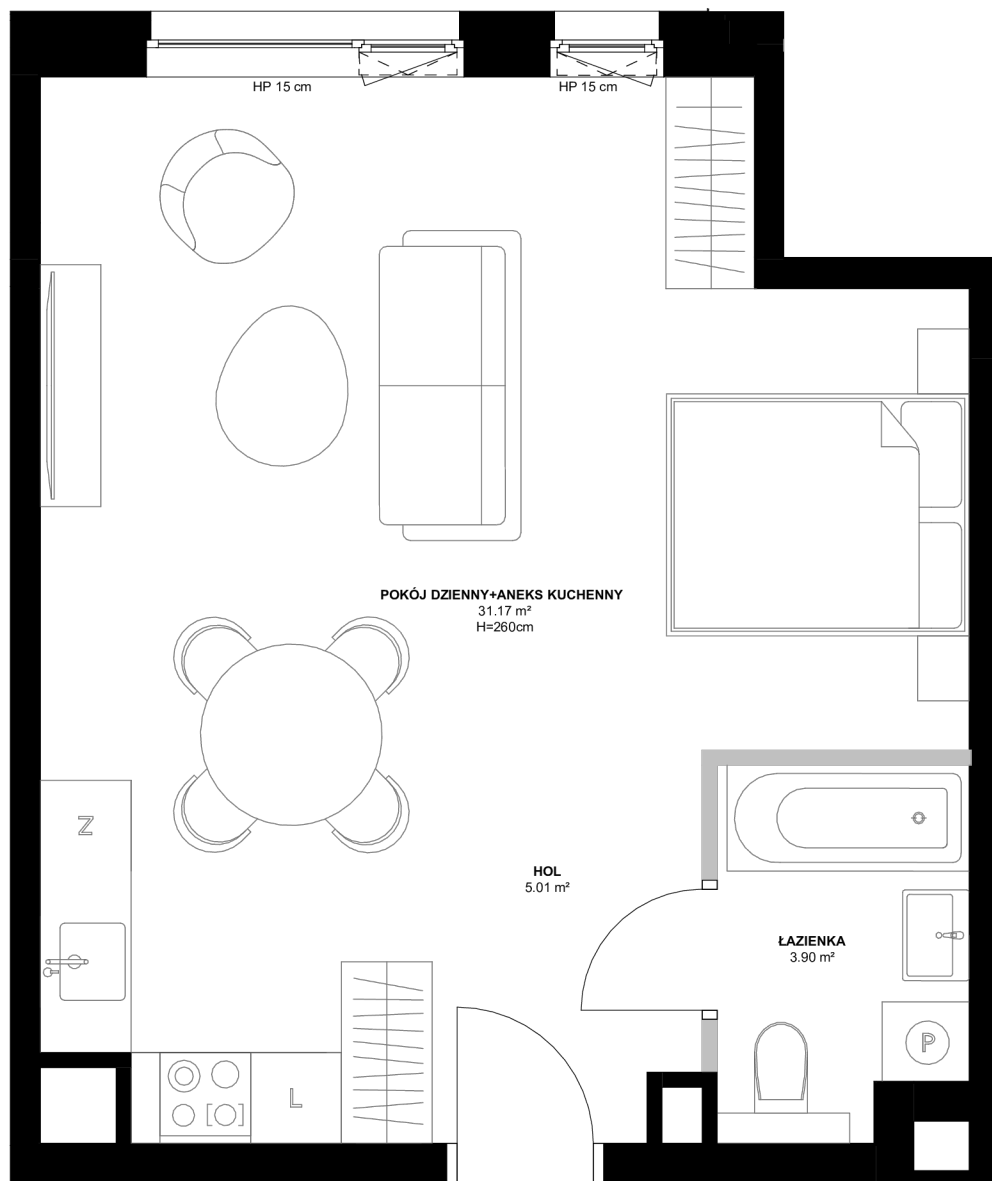 HP 15 cm
HP 15 cm
POKÓJ DZIENNY+ANEKS KUCHENNY
31.17 m²
H=260cm
Z
HOL
5.01 m²
ŁAZIENKA
3.90 m²
P
L